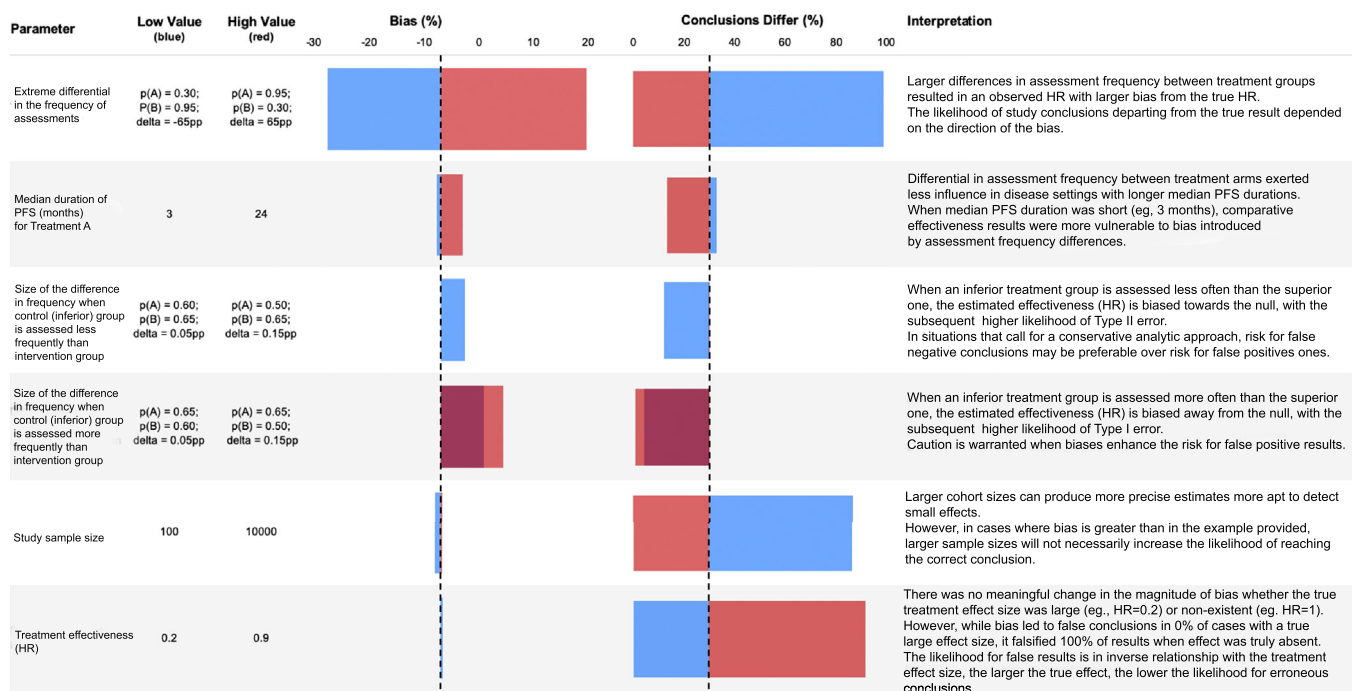 Parameter
Low Value
(blue)
High Value
(red)
Bias (%)
-30 -20 -10 0 10 20
Conclusions Differ (%)
0 20 40 60 80 100
Interpretation
Extreme differential
in the frequency of
assessments
p(A) = 0.30;
P(B) = 0.95;
delta = -65pp
p(A) = 0.95;
p(B) = 0.30;
delta = 65pp
Larger differences in assessment frequency between treatment groups
resulted in an observed HR with larger bias from the true HR.
The likelihood of study conclusions departing from the true result depended
on the direction of the bias.
Median duration of
PFS (months)
for Treatment A
3
24
Differential in assessment frequency between treatment arms exerted
less influence in disease settings with longer median PFS durations.
When median PFS duration was short (eg, 3 months), comparative
effectiveness results were more vulnerable to bias introduced
by assessment frequency differences.
Size of the difference
in frequency when
control (inferior) group
is assessed less
frequently than
intervention group
p(A) = 0.60;
p(B) = 0.65;
delta = 0.05pp
p(A) = 0.50;
p(B) = 0.65;
delta = 0.15pp
When an inferior treatment group is assessed less often than the superior
one, the estimated effectiveness (HR) is biased towards the null, with the
subsequent higher likelihood of Type II error.
In situations that call for a conservative analytic approach, risk for false
negative conclusions may be preferable over risk for false positives ones.
Size of the difference
in frequency when
control (inferior) group
is assessed more
frequently than
intervention group
p(A) = 0.65;
p(B) = 0.60;
delta = 0.05pp
p(A) = 0.65;
p(B) = 0.50;
delta = 0.15pp
When an inferior treatment group is assessed more often than the superior
one, the estimated effectiveness (HR) is biased away from the null, with the
subsequent higher likelihood of Type I error.
Caution is warranted when biases enhance the risk for false positive results.
Study sample size
100
10000
Larger cohort sizes can produce more precise estimates more apt to detect
small effects.
However, in cases where bias is greater than in the example provided,
larger sample sizes will not necessarily increase the likelihood of reaching
the correct conclusion.
Treatment effectiveness
(HR)
0.2
0.9
There was no meaningful change in the magnitude of bias whether the true
treatment effect size was large (eg., HR=0.2) or non-existent (eg. HR=1).
However, while bias led to false conclusions in 0% of cases with a true
large effect size, it falsified 100% of results when effect was truly absent.
The likelihood for false results is in inverse relationship with the treatment
effect size, the larger the true effect, the lower the likelihood for erroneous
conclusions